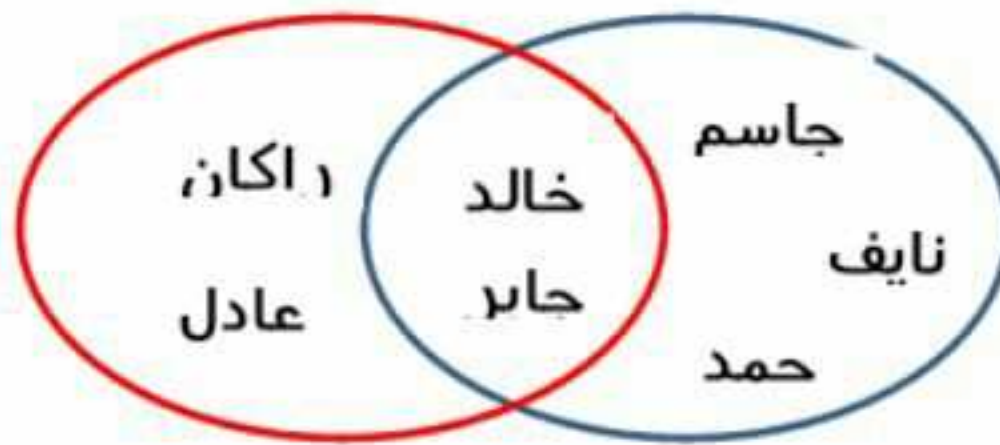 جاسم
راكان
خالد
نايف
جابر
عادل
حمد